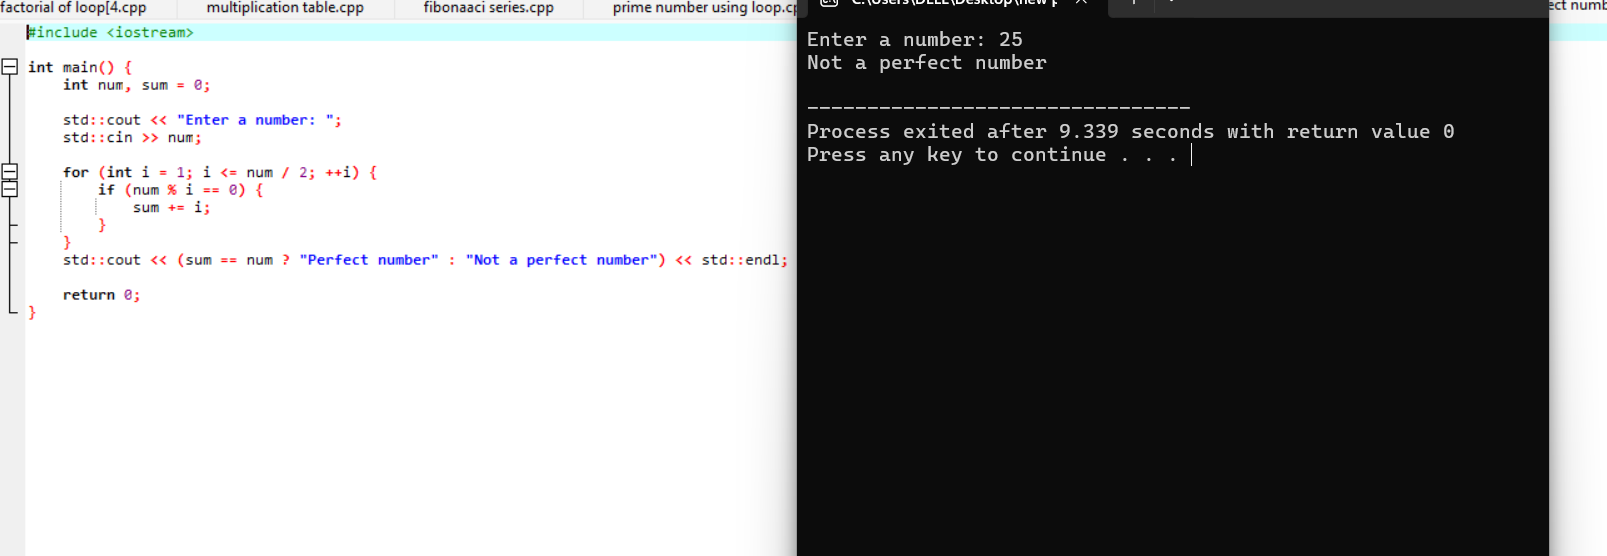 factorial of loop[4.cpp
multiplication table.cpp
fibonaaci series.cpp
prime number using loop.cp
#include <iostream>
int main() {
int num, sum = 0;
std::cout << "Enter a number: ";
std::cin >> num;
for (int i = 1; i <= num / 2; ++i) {
if (num % i == 0) {
sum += i;
}
}
std::cout << (sum == num ? "Perfect number" : "Not a perfect number") << std::endl;
return 0;
}
C:\Users\DELL\Desktop\new p
Enter a number: 25
Not a perfect number
--------------------------------
Process exited after 9.339 seconds with return value 0
Press any key to continue . . .
ect numb